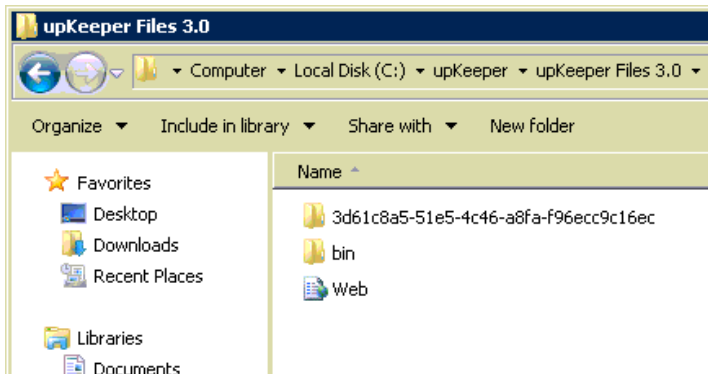 upKeeper Files 3.0
Computer Local Disk (C:) upKeeper upKeeper Files 3.0
Organize Include in library Share with New folder
Favorites
Desktop
Downloads
Recent Places
Libraries
Documents
Name
3d61c8a5-51e5-4c46-a8fa-f96ecc9c16ec
bin
Web